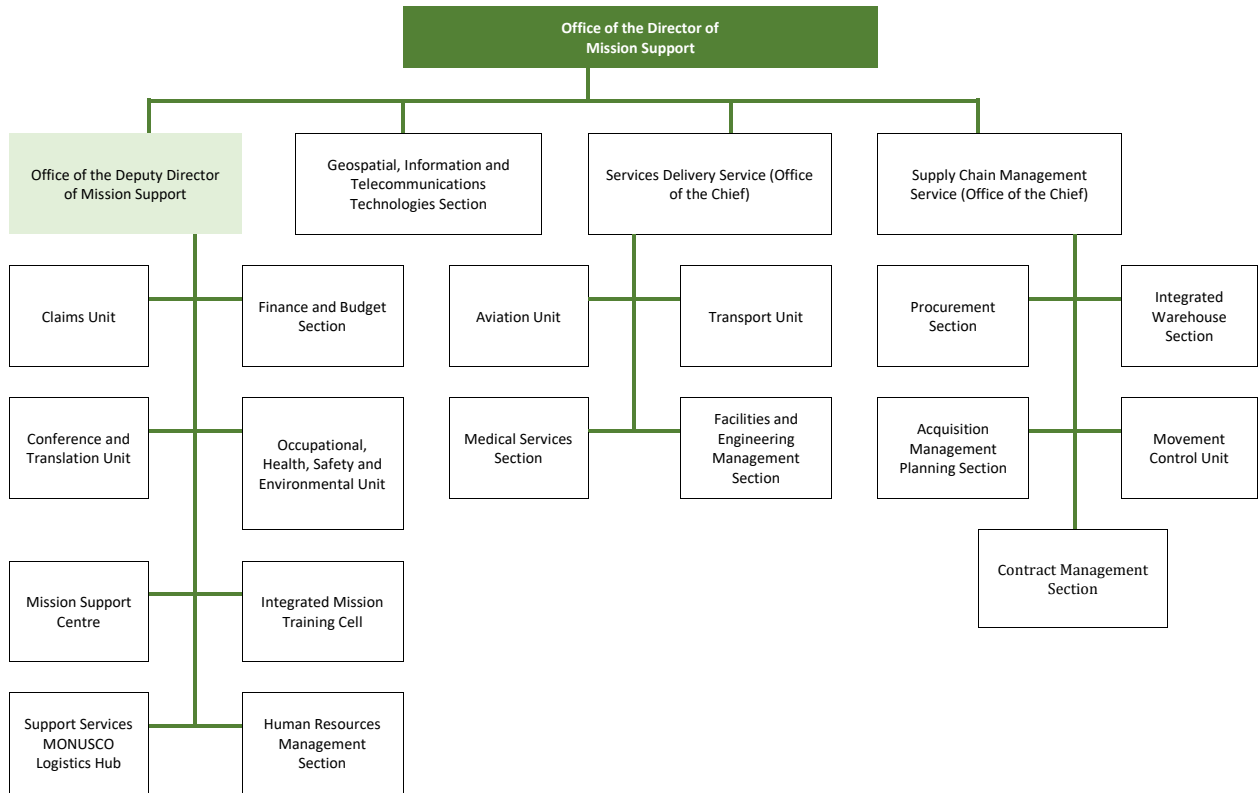 Office of the Director of
Mission Support
Office of the Deputy Director
of Mission Support
Geospatial, Information and
Telecommunications
Technologies Section
Services Delivery Service (Office
of the Chief)
Supply Chain Management
Service (Office of the Chief)
Claims Unit
Finance and Budget
Section
Aviation Unit
Transport Unit
Procurement
Section
Integrated
Warehouse
Section
Conference and
Translation Unit
Occupational,
Health, Safety and
Environmental Unit
Medical Services
Section
Facilities and
Engineering
Management
Section
Acquisition
Management
Planning Section
Movement
Control Unit
Contract Management
Section
Mission Support
Centre
Integrated Mission
Training Cell
Support Services
MONUSCO
Logistics Hub
Human Resources
Management
Section